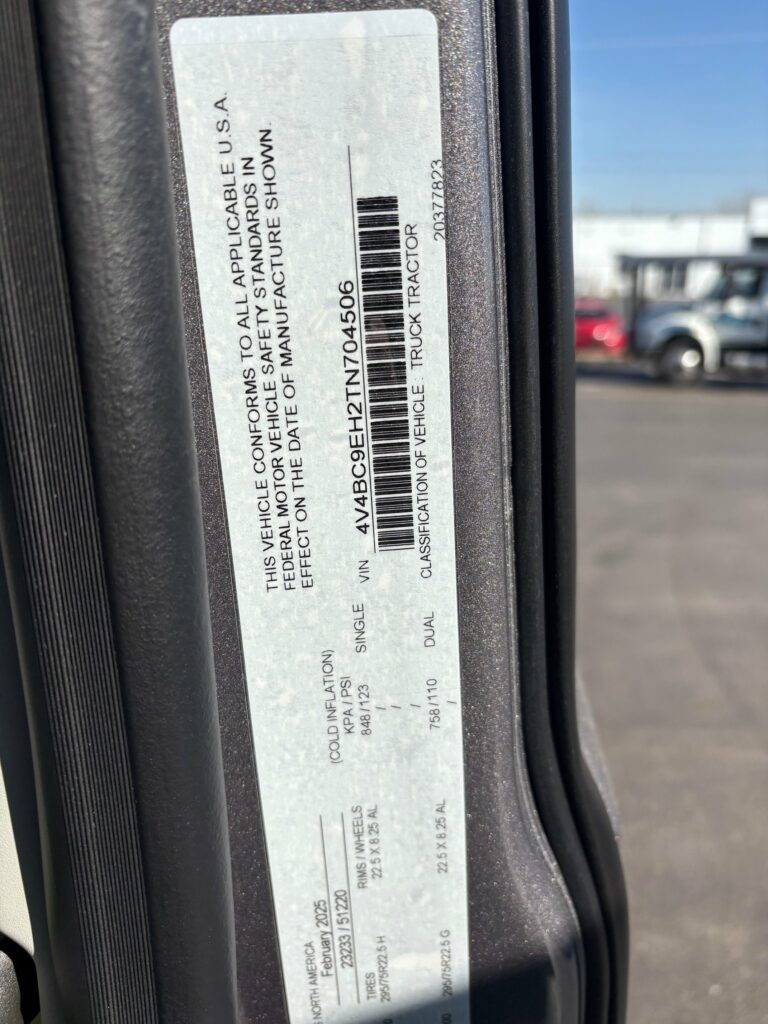 THIS VEHICLE CONFORMS TO ALL APPLICABLE U.S.A.
FEDERAL MOTOR VEHICLE SAFETY STANDARDS IN
EFFECT ON THE DATE OF MANUFACTURE SHOWN.
NORTH AMERICA
February 2025
23233 / 51220
(COLD INFLATION)
TIRES RIMS / WHEELS KPA / PSI
295/75R22.5 H 22.5 X 8.25 AL 848 / 123 SINGLE
/
/
/
295/75R22.5 G 22.5 X 8.25 AL 758 / 110 DUAL
/
VIN 4V4BC9EH2TN704506
CLASSIFICATION OF VEHICLE TRUCK TRACTOR
20377823